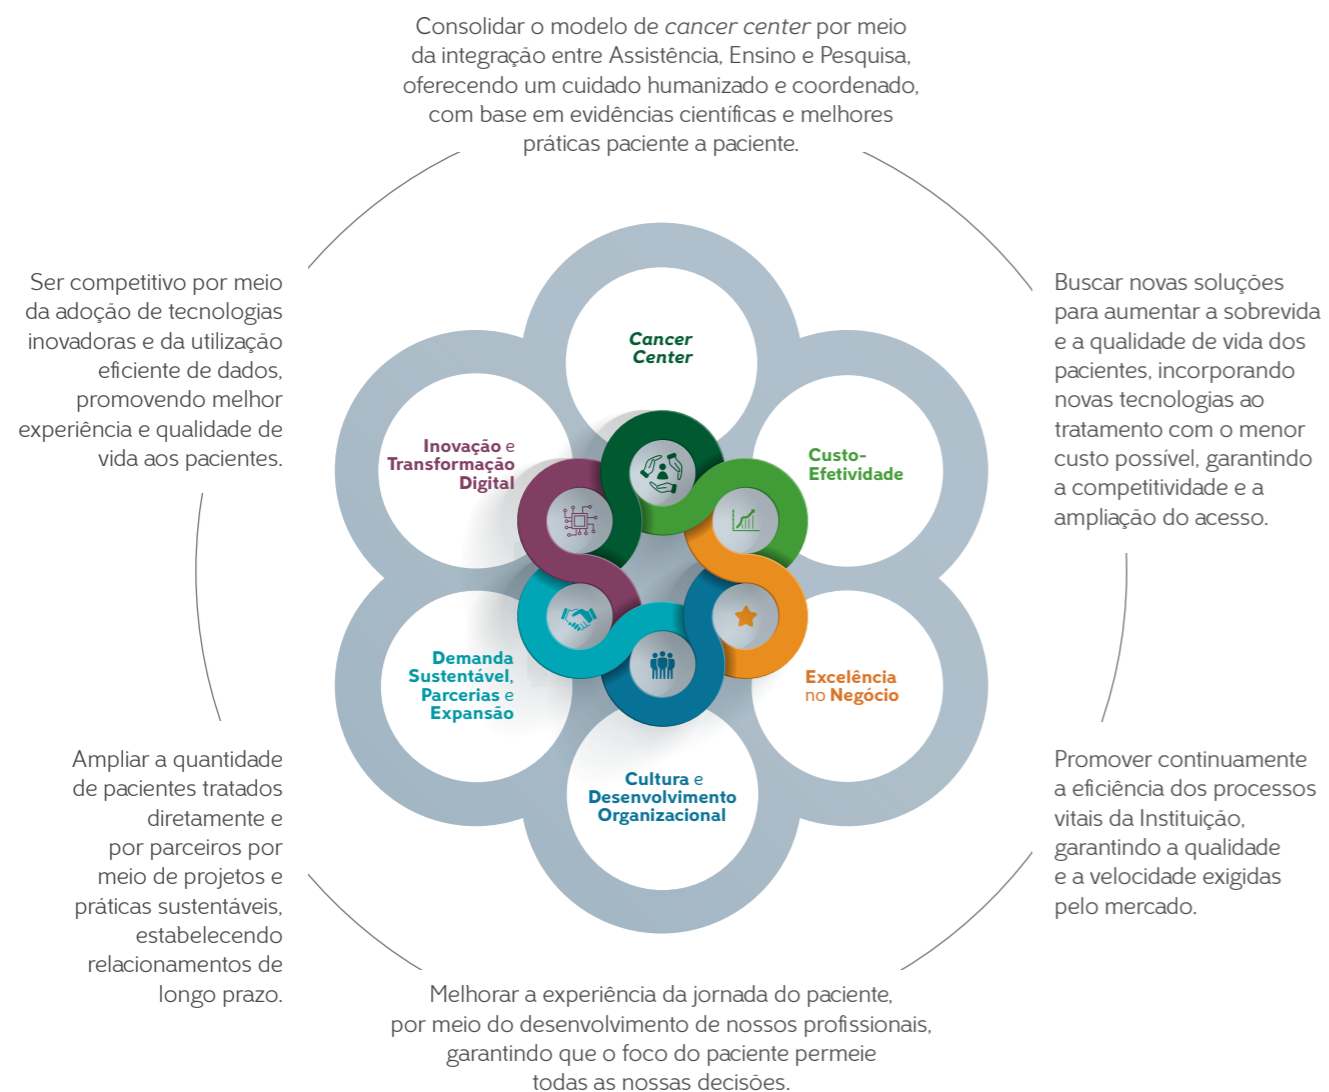 Consolidar o modelo de cancer center por meio
da integração entre Assistência, Ensino e Pesquisa,
oferecendo um cuidado humanizado e coordenado,
com base em evidências científicas e melhores
práticas paciente a paciente.
Ser competitivo por meio
da adoção de tecnologias
inovadoras e da utilização
eficiente de dados,
promovendo melhor
experiência e qualidade de
vida aos pacientes.
Buscar novas soluções
para aumentar a sobrevida
e a qualidade de vida dos
pacientes, incorporando
novas tecnologias ao
tratamento com o menor
custo possível, garantindo
a competitividade e a
ampliação do acesso.
Cancer
Center
Inovação e
Transformação
Digital
Custo-
Efetividade
Demanda
Sustentável,
Parcerias e
Expansão
Excelência
no Negócio
Cultura e
Desenvolvimento
Organizacional
Ampliar a quantidade
de pacientes tratados
diretamente e
por parceiros por
meio de projetos e
práticas sustentáveis,
estabelecendo
relacionamentos de
longo prazo.
Promover continuamente
a eficiência dos processos
vitais da Instituição,
garantindo a qualidade
e a velocidade exigidas
pelo mercado.
Melhorar a experiência da jornada do paciente,
por meio do desenvolvimento de nossos profissionais,
garantindo que o foco do paciente permeie
todas as nossas decisões.